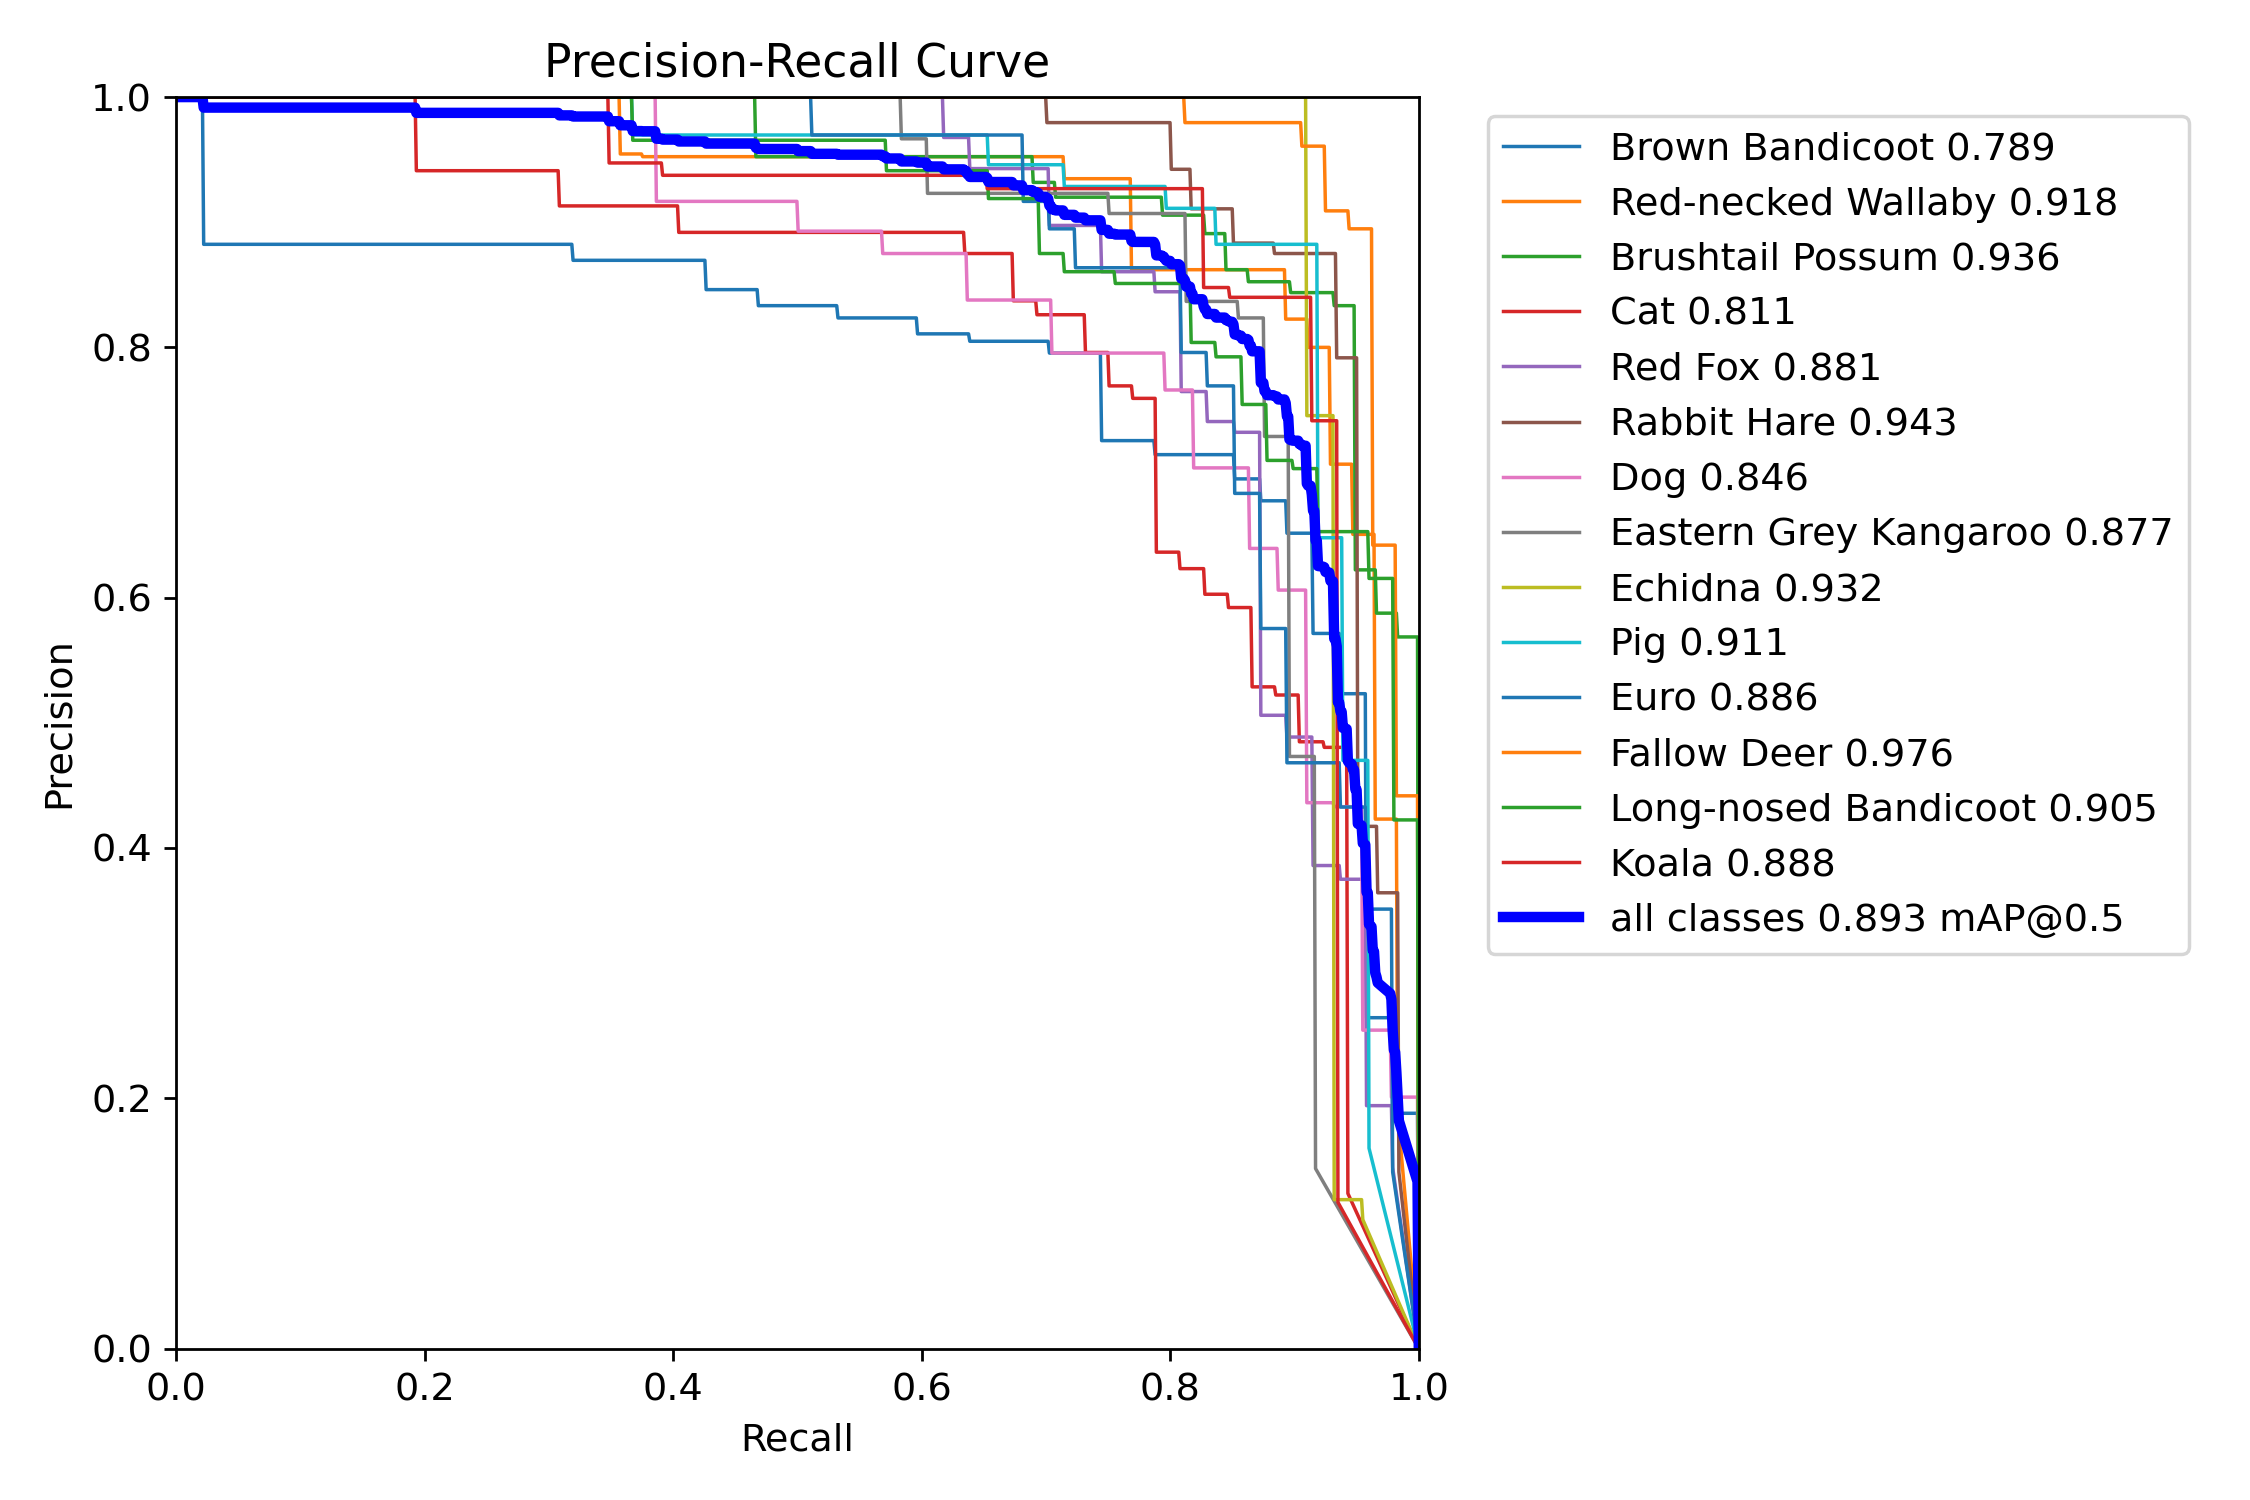 Precision-Recall Curve
1.0
0.8
0.6
0.4
0.2
0.0
Precision
0.0 0.2 0.4 0.6 0.8 1.0
Recall
Brown Bandicoot 0.789
Red-necked Wallaby 0.918
Brushtail Possum 0.936
Cat 0.811
Red Fox 0.881
Rabbit Hare 0.943
Dog 0.846
Eastern Grey Kangaroo 0.877
Echidna 0.932
Pig 0.911
Euro 0.886
Fallow Deer 0.976
Long-nosed Bandicoot 0.905
Koala 0.888
all classes 0.893 mAP@0.5